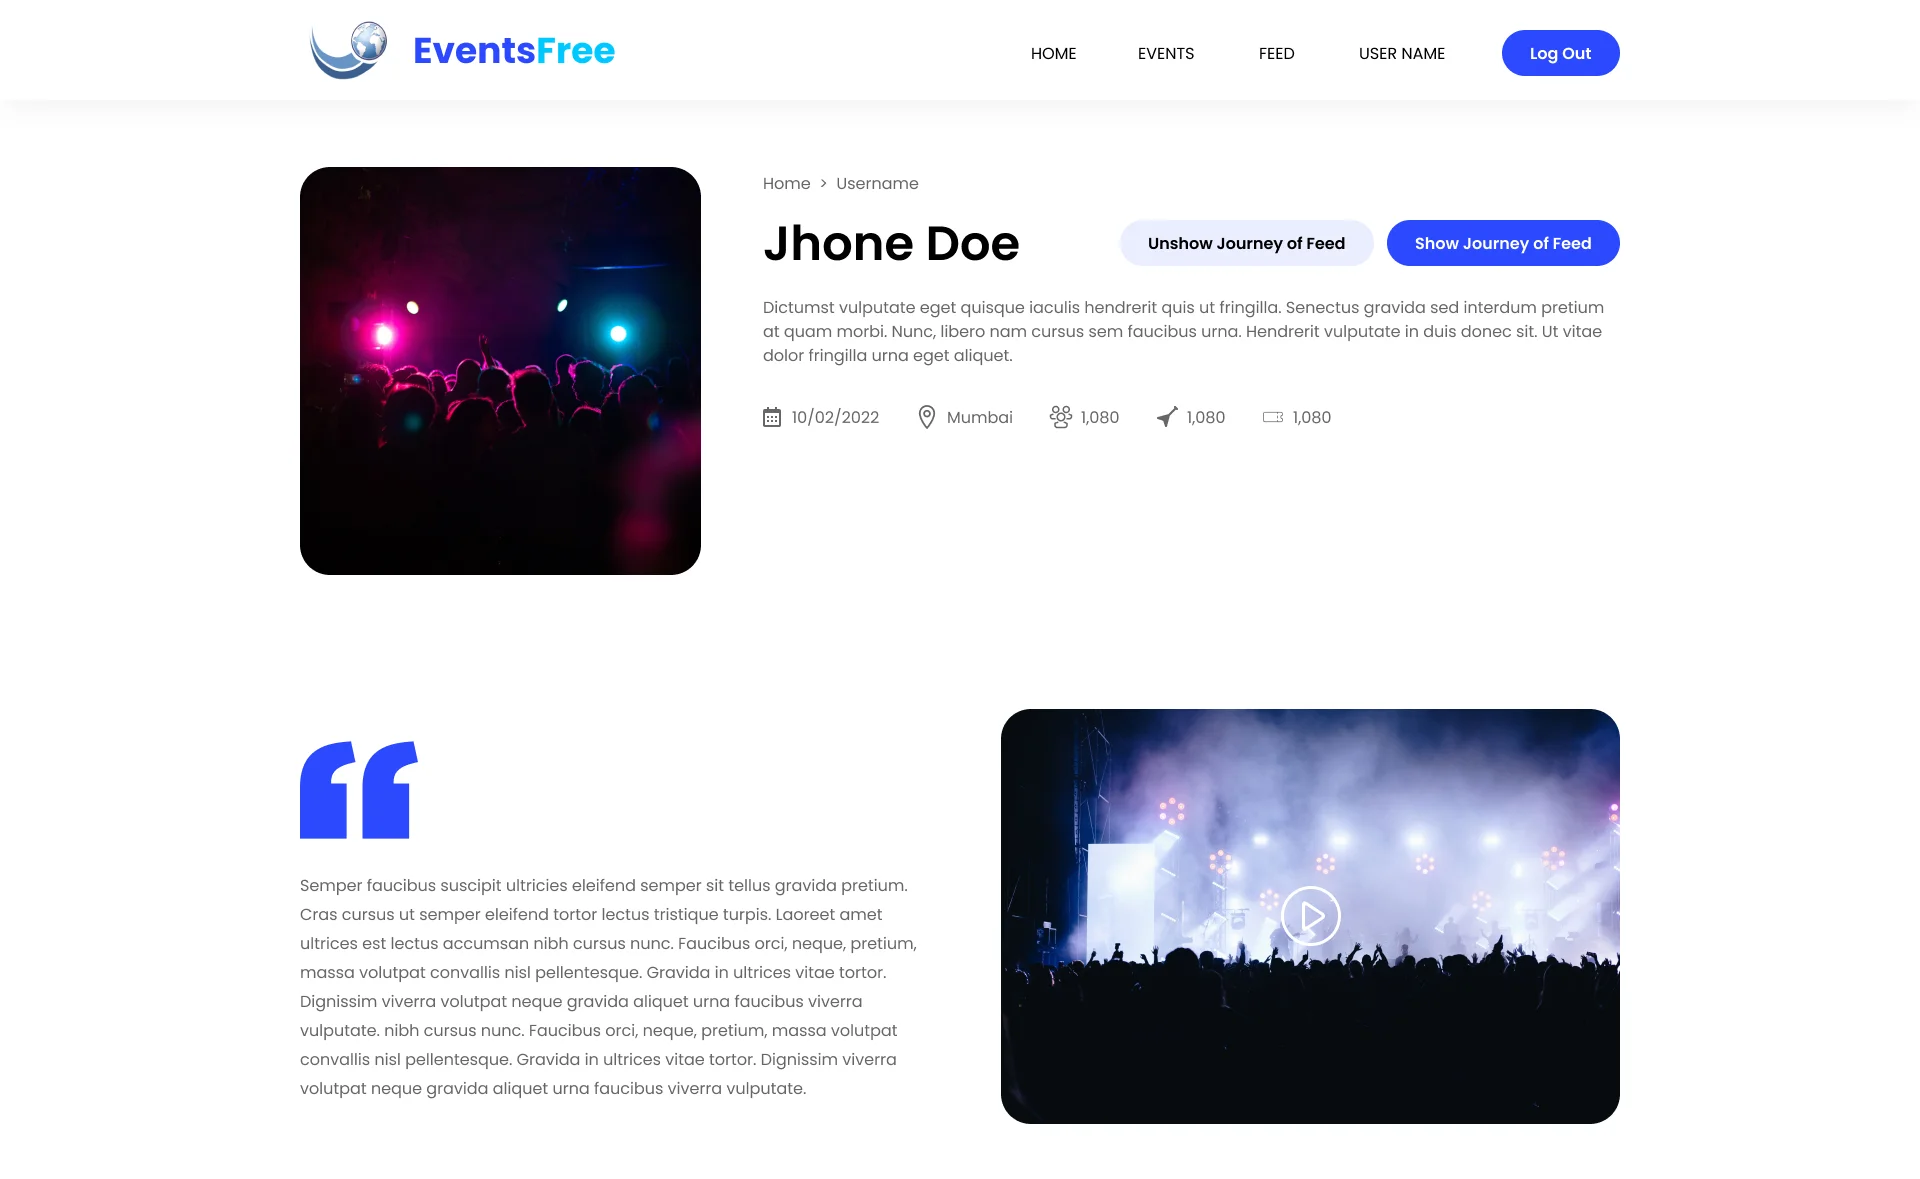 EventsFree
HOME
EVENTS
FEED
USER NAME
Log Out
Home > Username
Jhone Doe
Unshow Journey of Feed
Show Journey of Feed
Dictumst vulputate eget quisque iaculis hendrerit quis ut fringilla. Senectus gravida sed interdum pretium
at quam morbi. Nunc, libero nam cursus sem faucibus urna. Hendrerit vulputate in duis donec sit. Ut vitae
dolor fringilla urna eget aliquet.
10/02/2022
Mumbai
1,080
1,080
1,080
Semper faucibus suscipit ultricies eleifend semper sit tellus gravida pretium.
Cras cursus ut semper eleifend tortor lectus tristique turpis. Laoreet amet
ultrices est lectus accumsan nibh cursus nunc. Faucibus orci, neque, pretium,
massa volutpat convallis nisl pellentesque. Gravida in ultrices vitae tortor.
Dignissim viverra volutpat neque gravida aliquet urna faucibus viverra
vulputate. nibh cursus nunc. Faucibus orci, neque, pretium, massa volutpat
convallis nisl pellentesque. Gravida in ultrices vitae tortor. Dignissim viverra
volutpat neque gravida aliquet urna faucibus viverra vulputate.